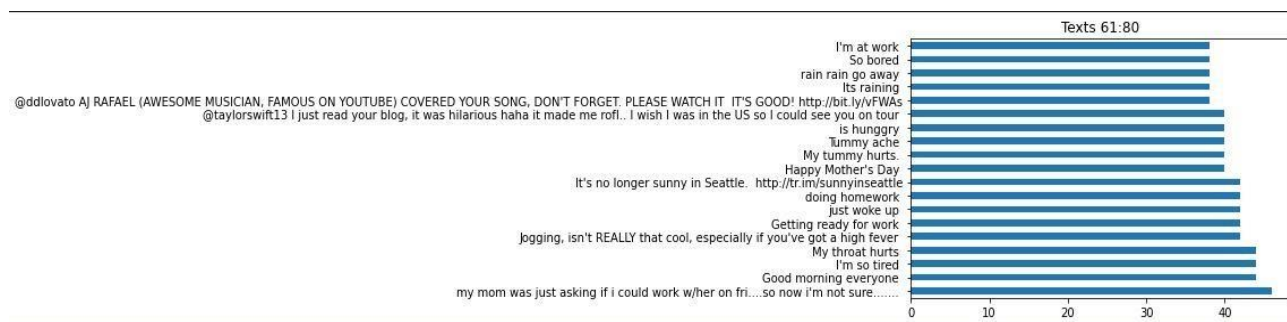 Texts 61:80
I'm at work
So bored
rain rain go away
Its raining
@ddlovato AJ RAFAEL (AWESOME MUSICIAN, FAMOUS ON YOUTUBE) COVERED YOUR SONG, DON'T FORGET. PLEASE WATCH IT  IT'S GOOD! http://bit.ly/vFWAs
@taylorswift13 I just read your blog, it was hilarious haha it made me rofl.. I wish I was in the US so I could see you on tour
is hunggry
Tummy ache
My tummy hurts.
Happy Mother's Day
It's no longer sunny in Seattle.  http://tr.im/sunnyinseattle
doing homework
just woke up
Getting ready for work
Jogging, isn't REALLY that cool, especially if you've got a high fever
My throat hurts
I'm so tired
Good morning everyone
my mom was just asking if i could work w/her on fri....so now i'm not sure.......
0 10 20 30 40